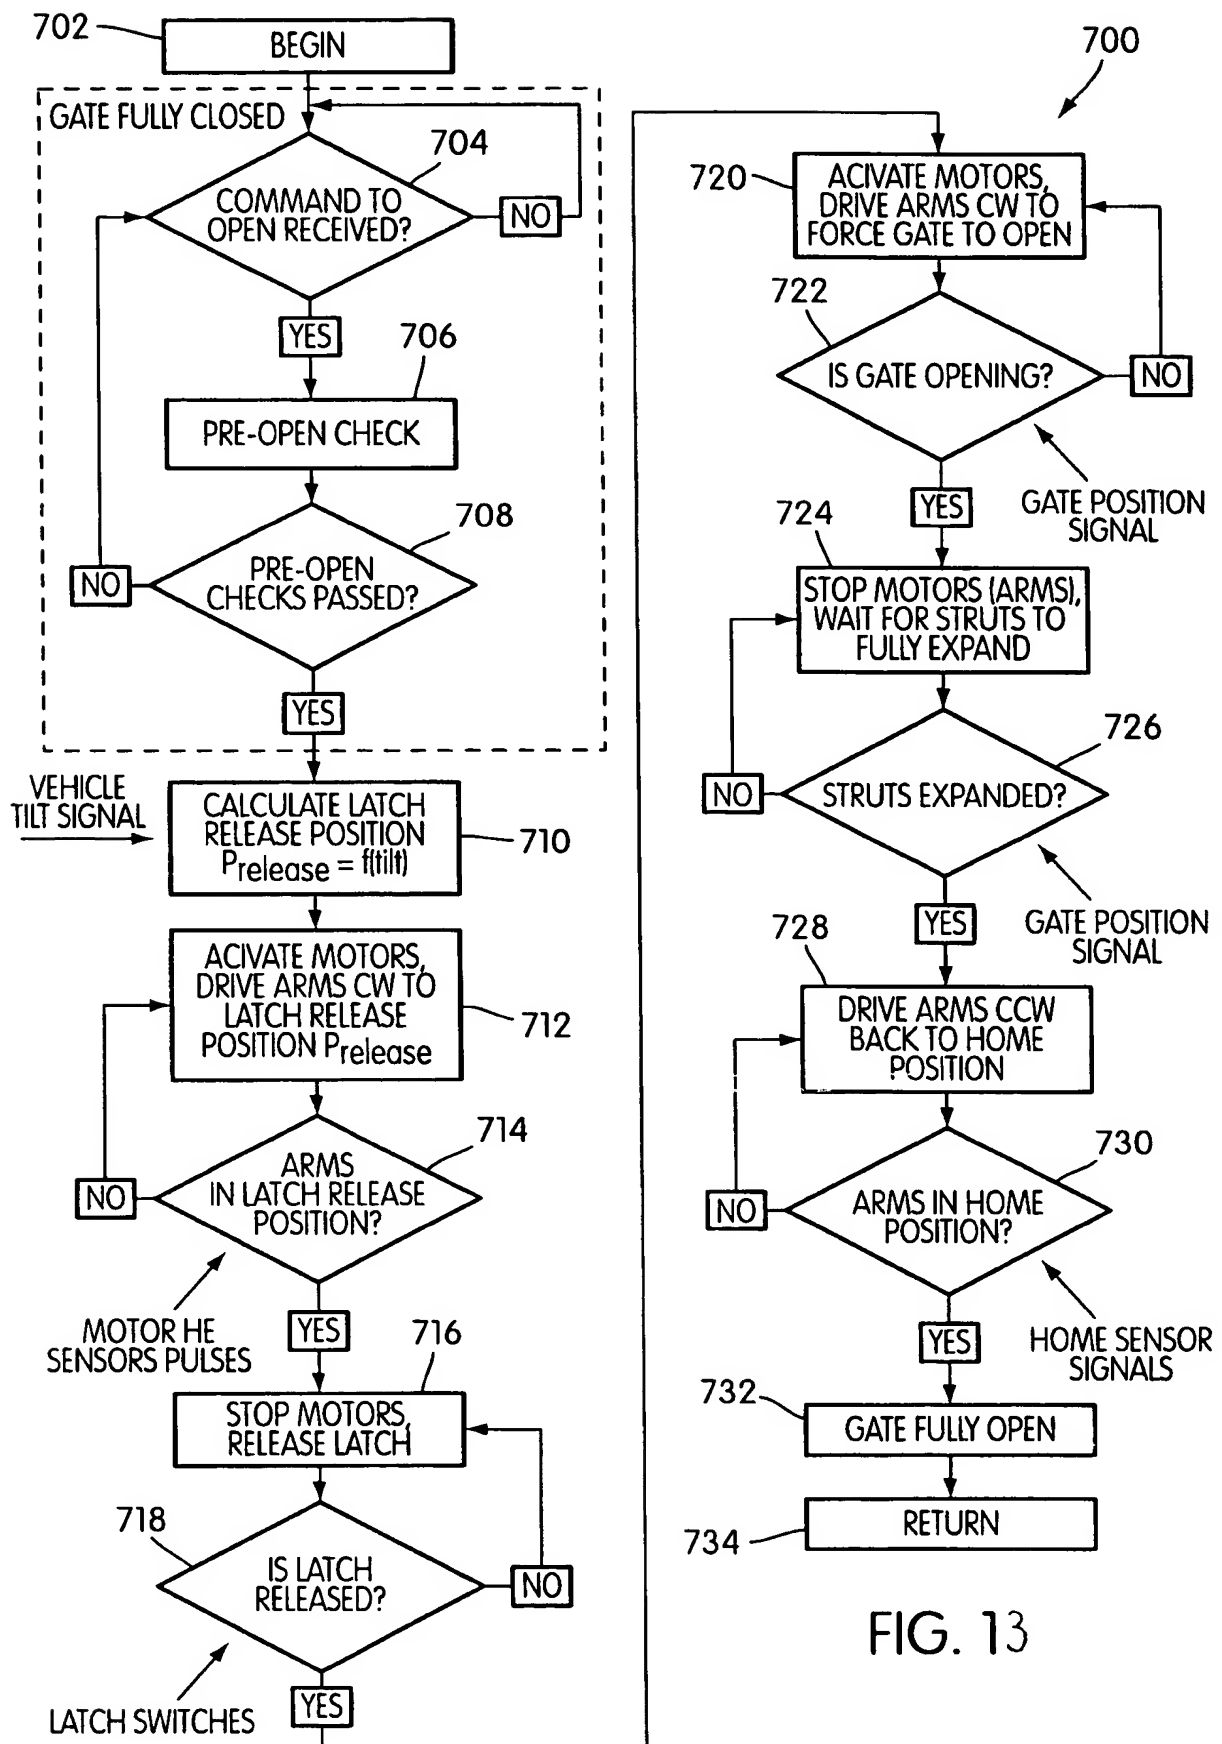 702
BEGIN
GATE FULLY CLOSED
704
COMMAND TO
OPEN RECEIVED?
NO
YES
706
PRE-OPEN CHECK
708
PRE-OPEN
CHECKS PASSED?
NO
YES
VEHICLE
TILT SIGNAL
CALCULATE LATCH
RELEASE POSITION
Prelease = f(tilt)
710
ACIVATE MOTORS,
DRIVE ARMS CW TO
LATCH RELEASE
POSITION Prelease
712
714
ARMS
IN LATCH RELEASE
POSITION?
NO
MOTOR HE
SENSORS PULSES
YES
716
STOP MOTORS,
RELEASE LATCH
718
IS LATCH
RELEASED?
NO
LATCH SWITCHES
YES
700
720
ACIVATE MOTORS,
DRIVE ARMS CW TO
FORCE GATE TO OPEN
722
IS GATE OPENING?
NO
GATE POSITION
SIGNAL
YES
724
STOP MOTORS (ARMS),
WAIT FOR STRUTS TO
FULLY EXPAND
726
STRUTS EXPANDED?
NO
GATE POSITION
SIGNAL
YES
728
DRIVE ARMS CCW
BACK TO HOME
POSITION
730
ARMS IN HOME
POSITION?
NO
HOME SENSOR
SIGNALS
YES
732
GATE FULLY OPEN
RETURN
734
FIG. 13